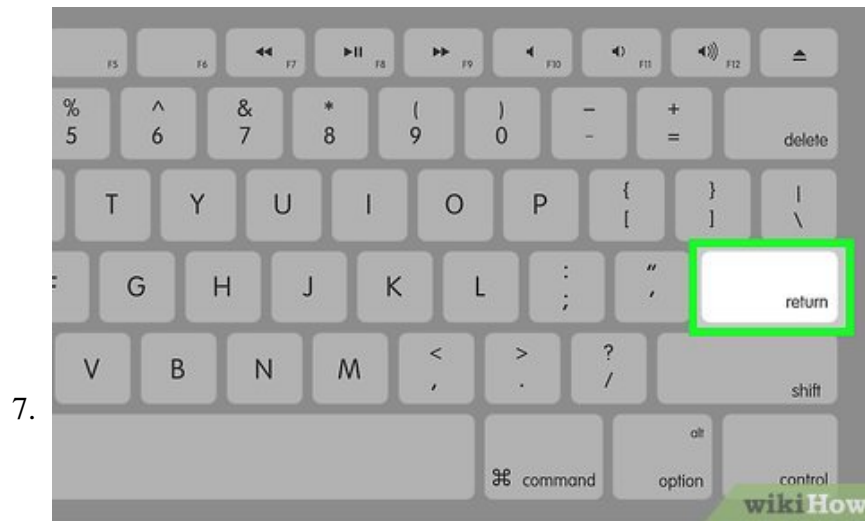 F5 F6 F7 F8 F9 F10 F11 F12
% ^ & * ( ) – +
5 6 7 8 9 0 - = delete
{ } |
T Y U I O P [ ] \
: "
F G H J K L ; ' return
< > ?
V B N M , . / shift
7.
alt
⌘ command option control
wikiHow